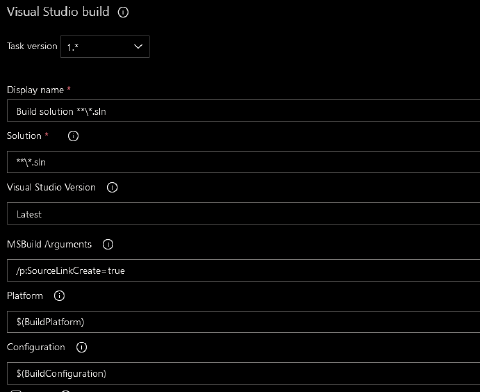 Visual Studio build
Task version 1.*
Display name *
Build solution **\*.sln
Solution *
**\*.sln
Visual Studio Version
Latest
MSBuild Arguments
/p:SourceLinkCreate=true
Platform
$(BuildPlatform)
Configuration
$(BuildConfiguration)